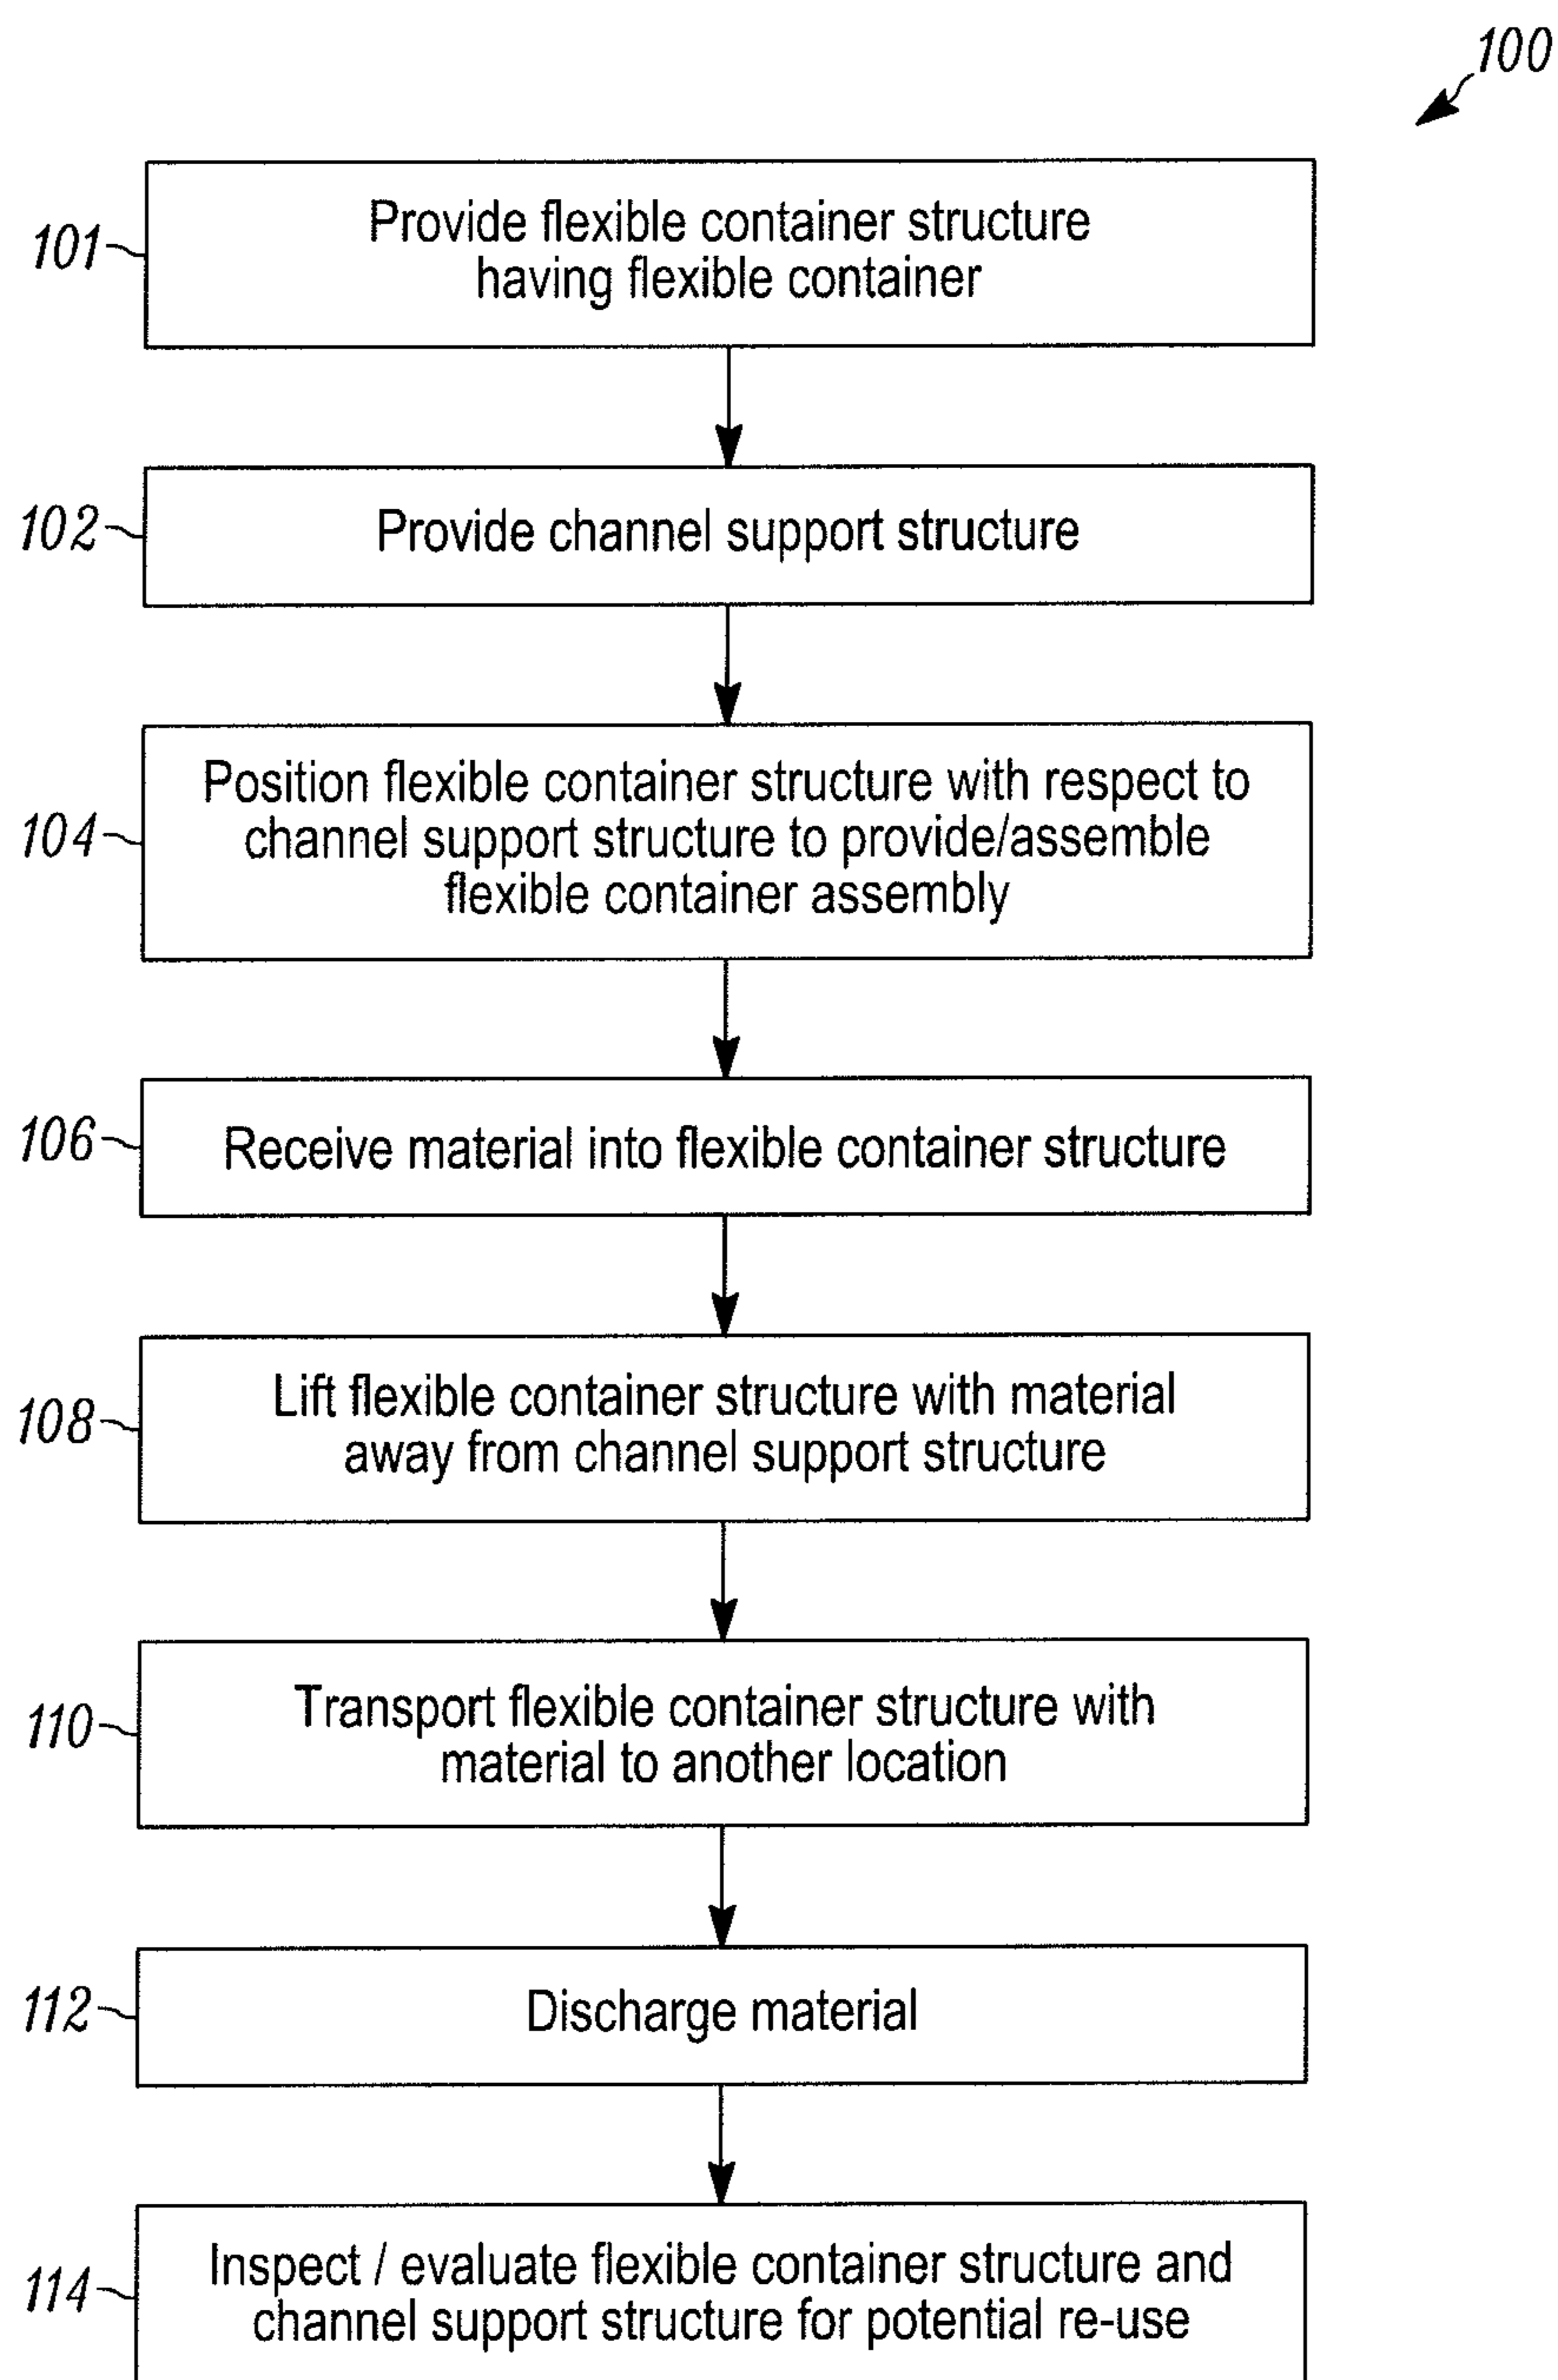 100
101
Provide flexible container structure
having flexible container
102
Provide channel support structure
104
Position flexible container structure with respect to
channel support structure to provide/assemble
flexible container assembly
106
Receive material into flexible container structure
108
Lift flexible container structure with material
away from channel support structure
110
Transport flexible container structure with
material to another location
112
Discharge material
114
Inspect / evaluate flexible container structure and
channel support structure for potential re-use